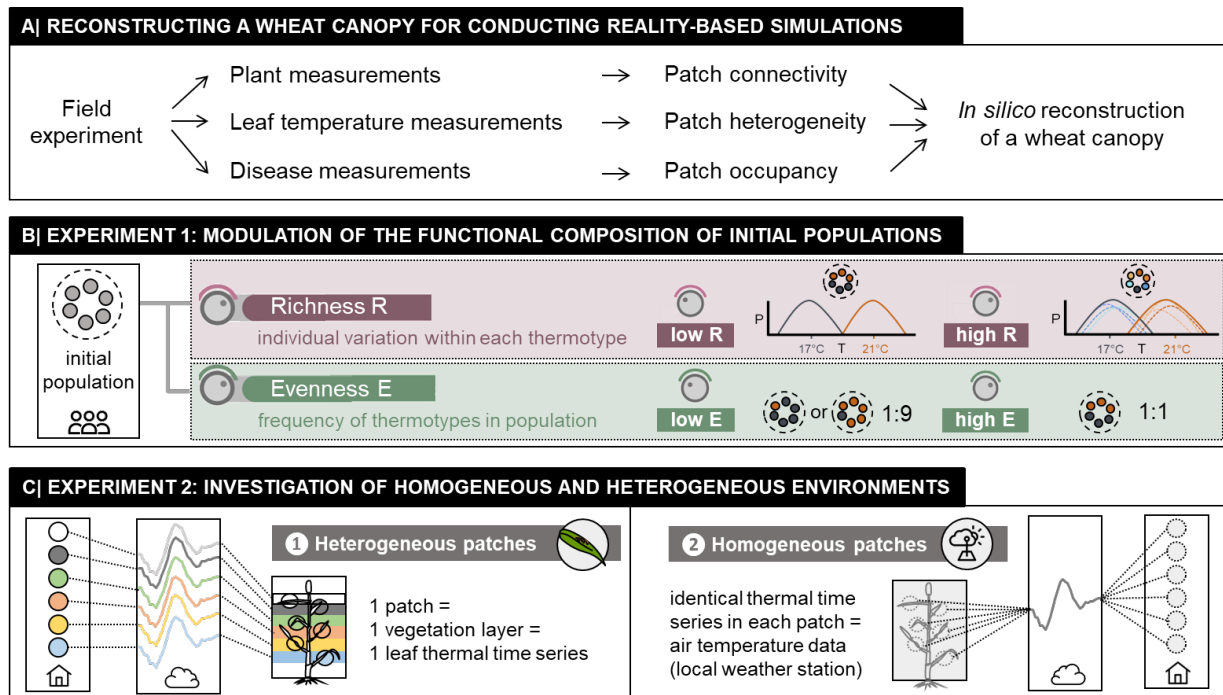 A| RECONSTRUCTING A WHEAT CANOPY FOR CONDUCTING REALITY-BASED SIMULATIONS
Field
experiment
Plant measurements
Leaf temperature measurements
Disease measurements
Patch connectivity
Patch heterogeneity
Patch occupancy
In silico reconstruction
of a wheat canopy
B| EXPERIMENT 1: MODULATION OF THE FUNCTIONAL COMPOSITION OF INITIAL POPULATIONS
initial
population
Richness R
individual variation within each thermotype
low R
P
17°C T 21°C
high R
P
17°C T 21°C
Evenness E
frequency of thermotypes in population
low E
or 1:9
high E
1:1
C| EXPERIMENT 2: INVESTIGATION OF HOMOGENEOUS AND HETEROGENEOUS ENVIRONMENTS
1 Heterogeneous patches
1 patch =
1 vegetation layer =
1 leaf thermal time series
2 Homogeneous patches
identical thermal time
series in each patch =
air temperature data
(local weather station)